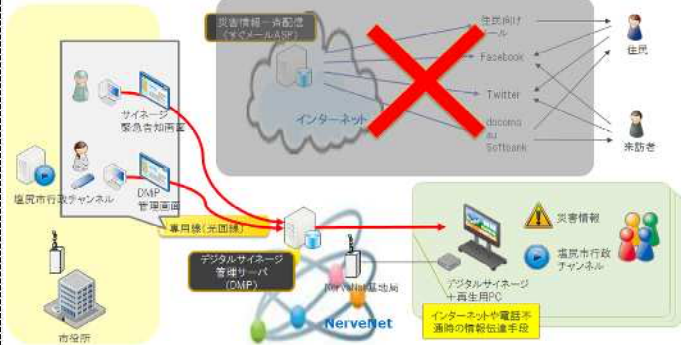 災害情報一斉配信
(すぐメールASP)
住民向け
メール
Facebook
Twitter
docomo
au
Softbank
インターネット
住民
来訪者
サイネージ
緊急告知画面
DMP
管理画面
塩尻市行政チャンネル
専用線(光回線)
デジタルサイネージ
管理サーバ
(DMP)
NerveNet基地局
NerveNet
市役所
災害情報
塩尻市行政
チャンネル
デジタルサイネージ
+再生用PC
インターネットや電話不
通時の情報伝達手段